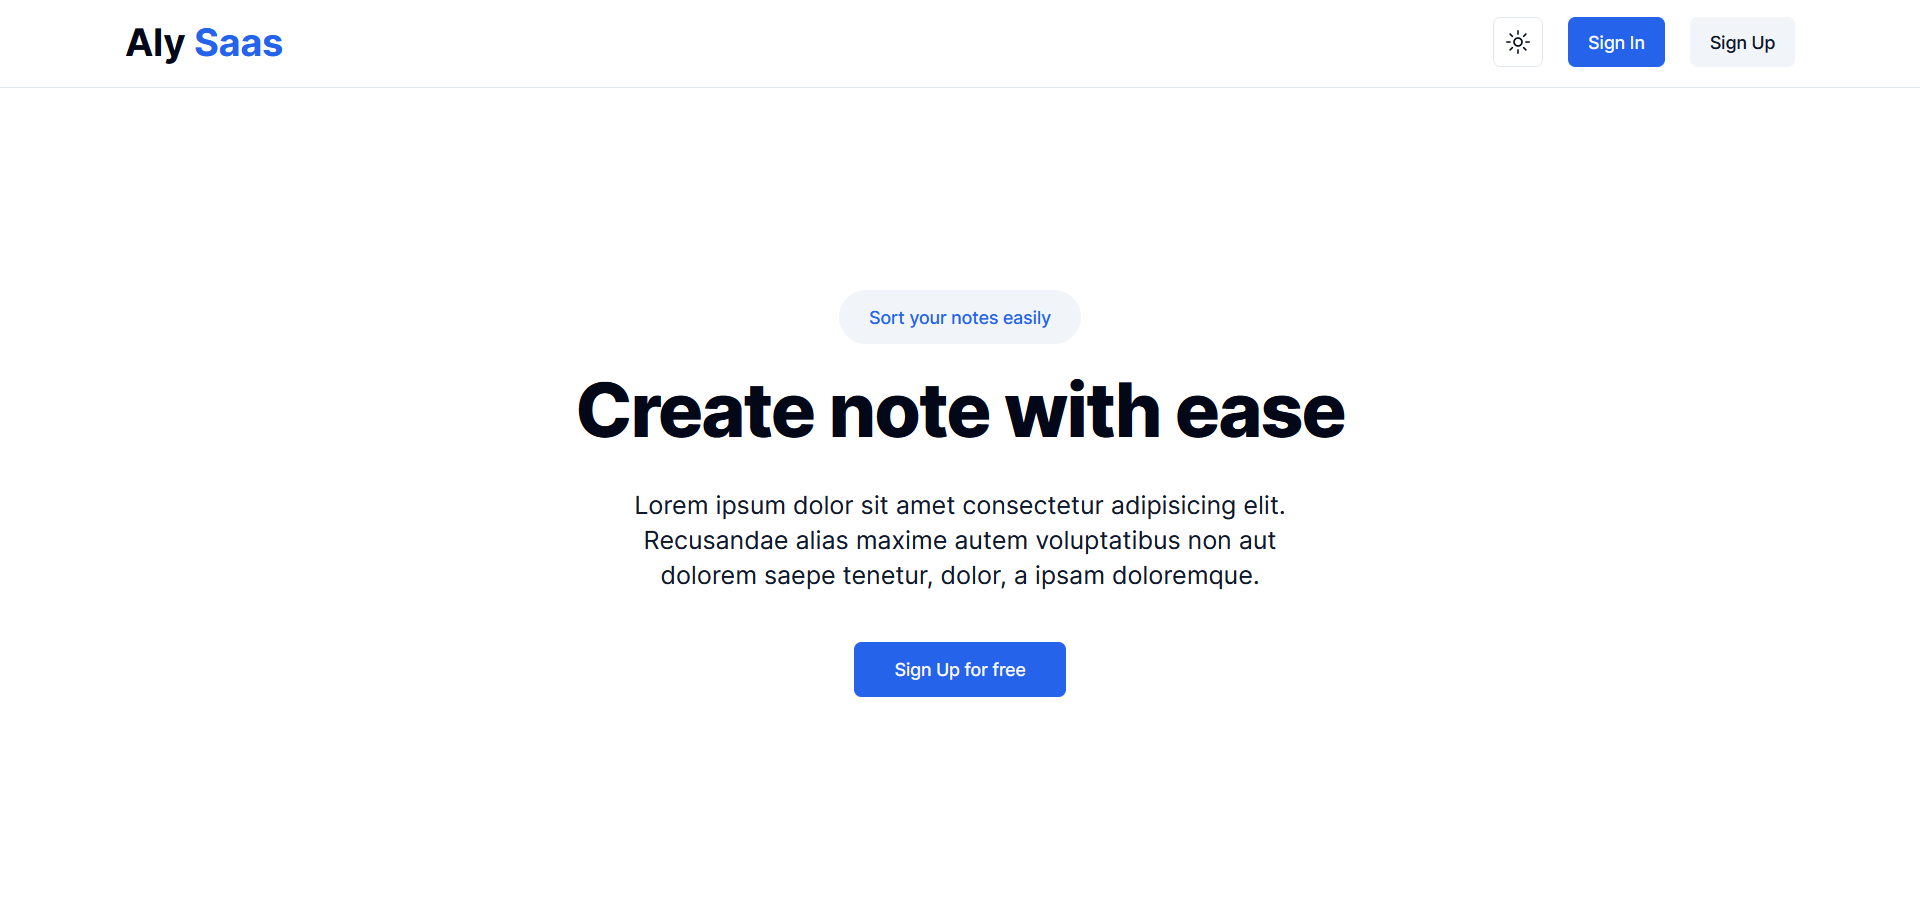 Aly Saas
Sign In
Sign Up
Sort your notes easily
Create note with ease
Lorem ipsum dolor sit amet consectetur adipisicing elit.
Recusandae alias maxime autem voluptatibus non aut
dolorem saepe tenetur, dolor, a ipsam doloremque.
Sign Up for free